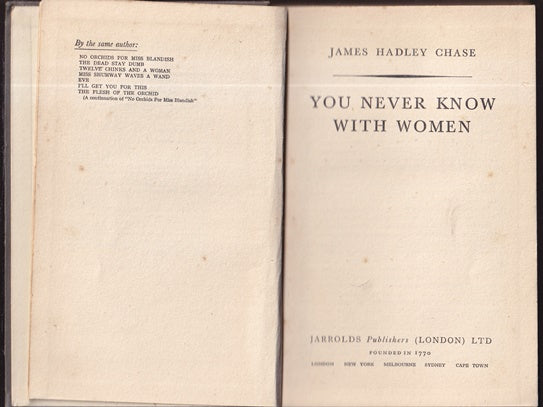 By the same author:
NO ORCHIDS FOR MISS BLANDISH
THE DEAD STAY DUMB
TWELVE CHINKS AND A WOMAN
MISS SHUMWAY WAVES A WAND
EVE
I'LL GET YOU FOR THIS
THE FLESH OF THE ORCHID
(A continuation of "No Orchids For Miss Blandish"
JAMES HADLEY CHASE
YOU NEVER KNOW
WITH WOMEN
JARROLDS Publishers (LONDON) LTD
FOUNDED IN 1770
LONDON NEW YORK MELBOURNE SYDNEY CAPE TOWN